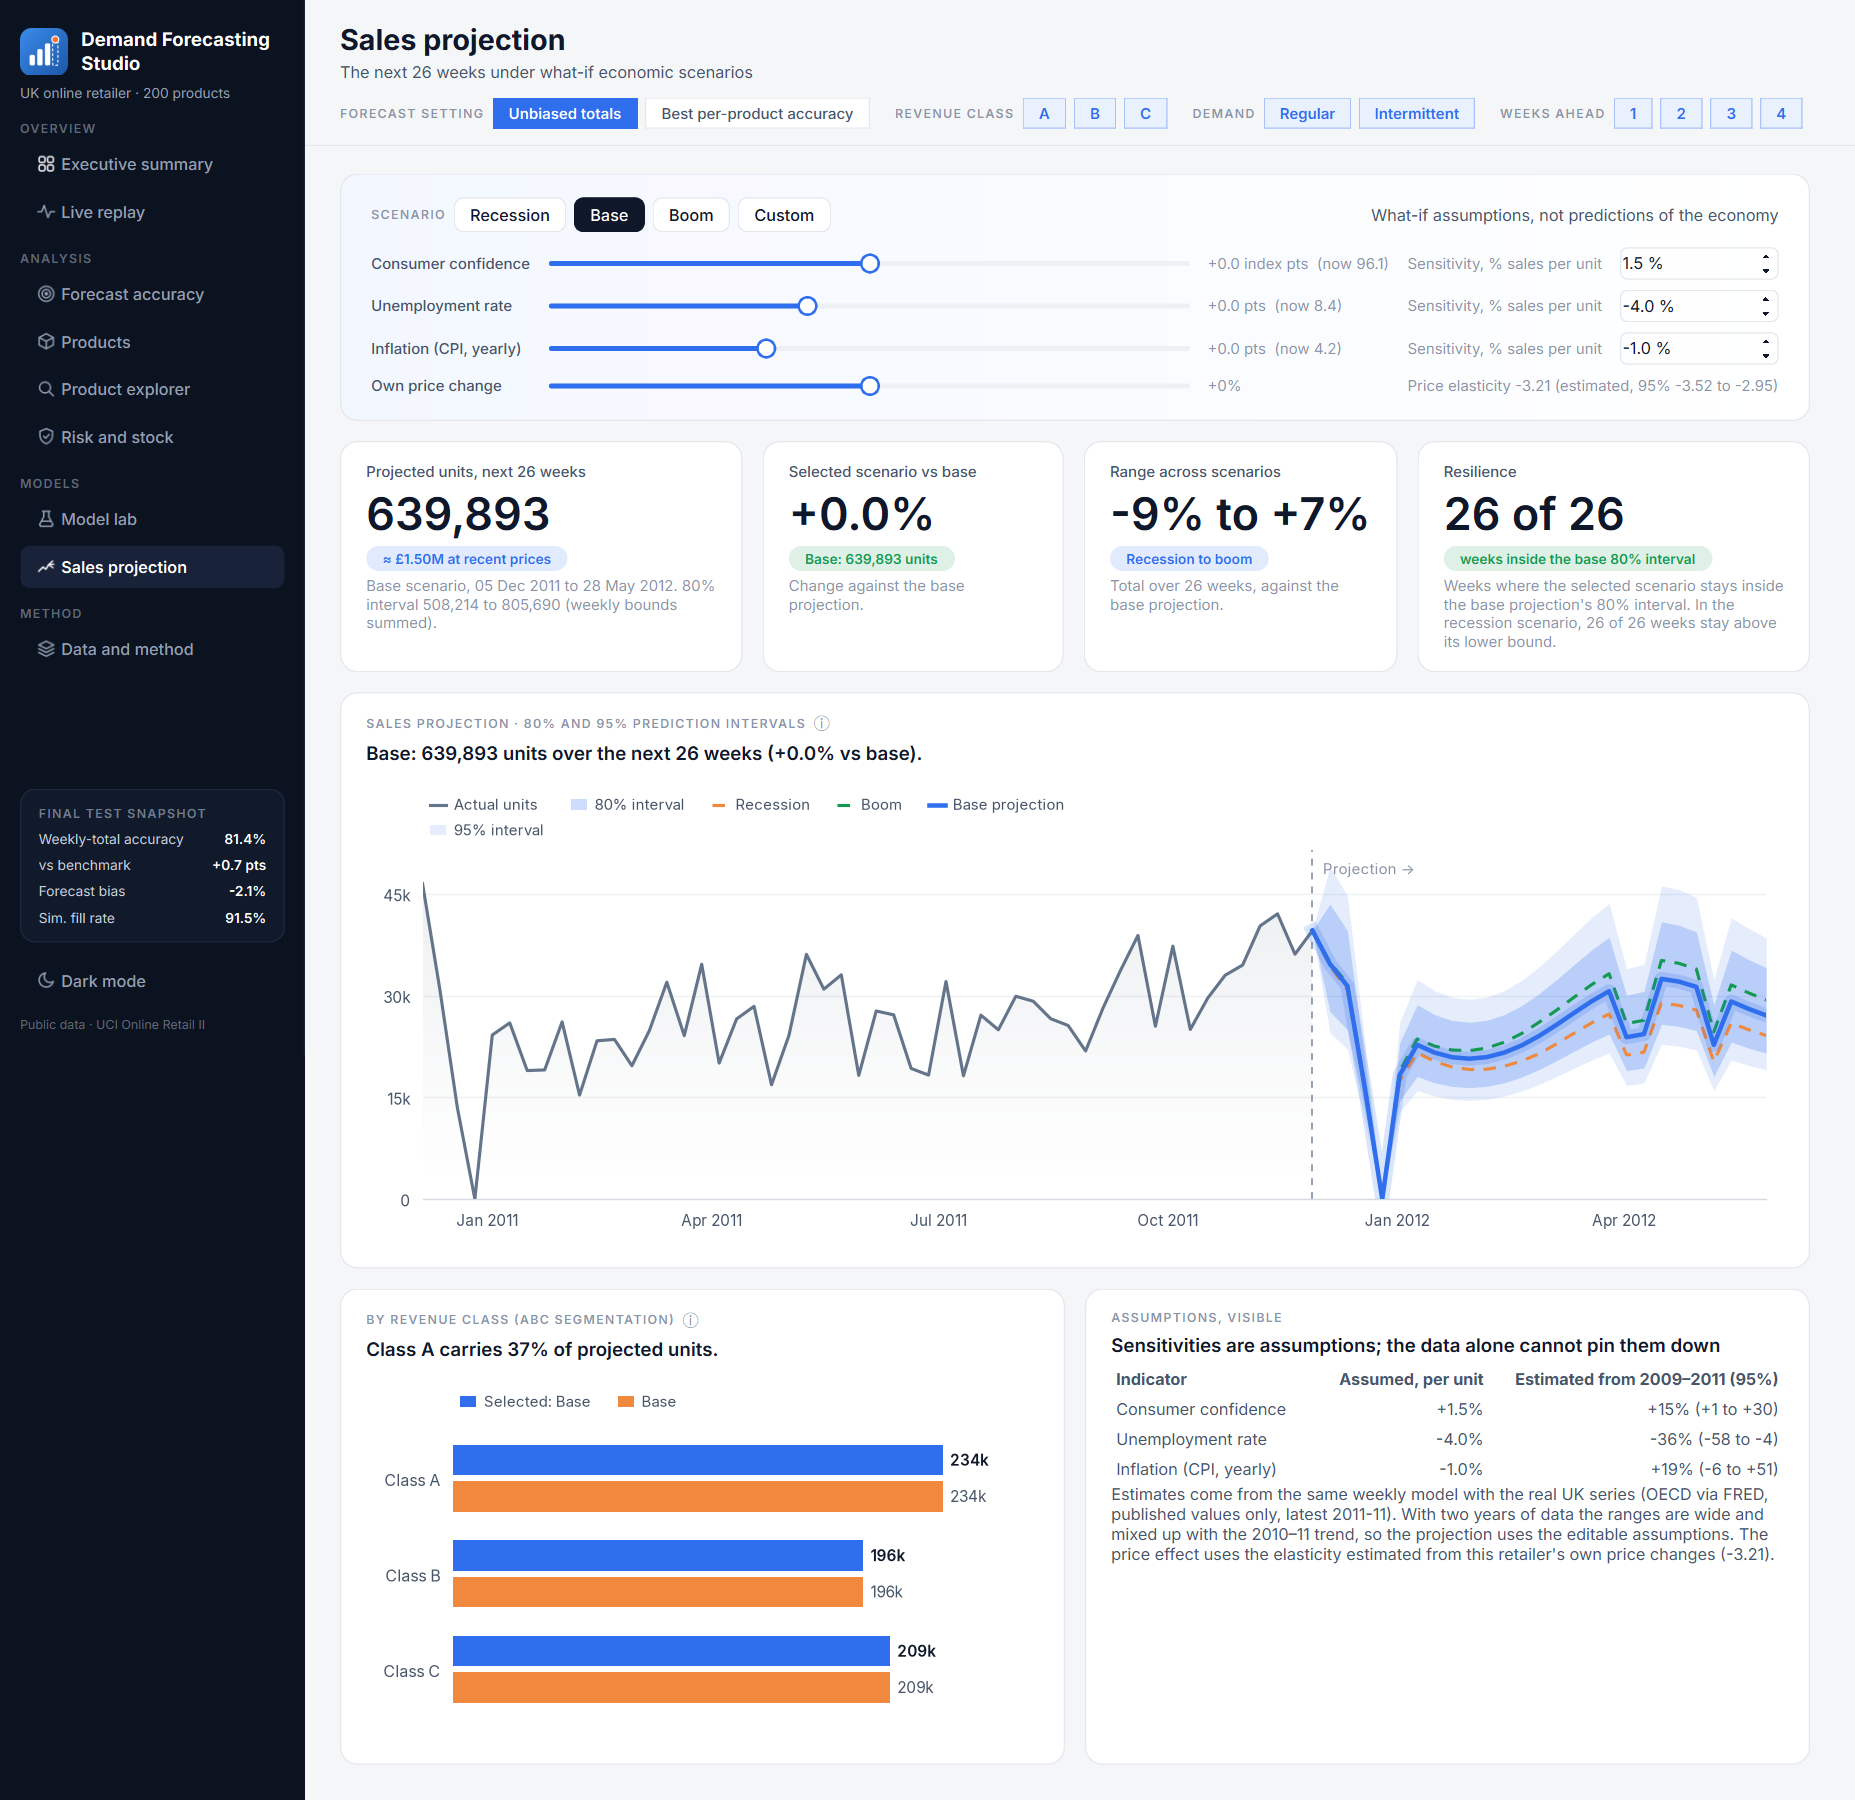 Demand Forecasting
Studio
UK online retailer · 200 products
OVERVIEW
Executive summary
Live replay
ANALYSIS
Forecast accuracy
Products
Product explorer
Risk and stock
MODELS
Model lab
Sales projection
METHOD
Data and method
FINAL TEST SNAPSHOT
Weekly-total accuracy 81.4%
vs benchmark +0.7 pts
Forecast bias -2.1%
Sim. fill rate 91.5%
Dark mode
Public data · UCI Online Retail II
Sales projection
The next 26 weeks under what-if economic scenarios
FORECAST SETTING Unbiased totals Best per-product accuracy REVENUE CLASS A B C DEMAND Regular Intermittent WEEKS AHEAD 1 2 3 4
SCENARIO Recession Base Boom Custom What-if assumptions, not predictions of the economy
Consumer confidence +0.0 index pts (now 96.1) Sensitivity, % sales per unit 1.5 %
Unemployment rate +0.0 pts (now 8.4) Sensitivity, % sales per unit -4.0 %
Inflation (CPI, yearly) +0.0 pts (now 4.2) Sensitivity, % sales per unit -1.0 %
Own price change +0% Price elasticity -3.21 (estimated, 95% -3.52 to -2.95)
Projected units, next 26 weeks
639,893
≈ £1.50M at recent prices
Base scenario, 05 Dec 2011 to 28 May 2012. 80%
interval 508,214 to 805,690 (weekly bounds
summed).
Selected scenario vs base
+0.0%
Base: 639,893 units
Change against the base
projection.
Range across scenarios
-9% to +7%
Recession to boom
Total over 26 weeks, against the
base projection.
Resilience
26 of 26
weeks inside the base 80% interval
Weeks where the selected scenario stays inside
the base projection's 80% interval. In the
recession scenario, 26 of 26 weeks stay above
its lower bound.
SALES PROJECTION · 80% AND 95% PREDICTION INTERVALS ⓘ
Base: 639,893 units over the next 26 weeks (+0.0% vs base).
Actual units 80% interval Recession Boom Base projection
95% interval
Projection →
45k
30k
15k
0
Jan 2011 Apr 2011 Jul 2011 Oct 2011 Jan 2012 Apr 2012
BY REVENUE CLASS (ABC SEGMENTATION) ⓘ
Class A carries 37% of projected units.
Selected: Base Base
Class A 234k
234k
Class B 196k
196k
Class C 209k
209k
ASSUMPTIONS, VISIBLE
Sensitivities are assumptions; the data alone cannot pin them down
Indicator Assumed, per unit Estimated from 2009–2011 (95%)
Consumer confidence +1.5% +15% (+1 to +30)
Unemployment rate -4.0% -36% (-58 to -4)
Inflation (CPI, yearly) -1.0% +19% (-6 to +51)
Estimates come from the same weekly model with the real UK series (OECD via FRED,
published values only, latest 2011-11). With two years of data the ranges are wide and
mixed up with the 2010–11 trend, so the projection uses the editable assumptions. The
price effect uses the elasticity estimated from this retailer's own price changes (-3.21).